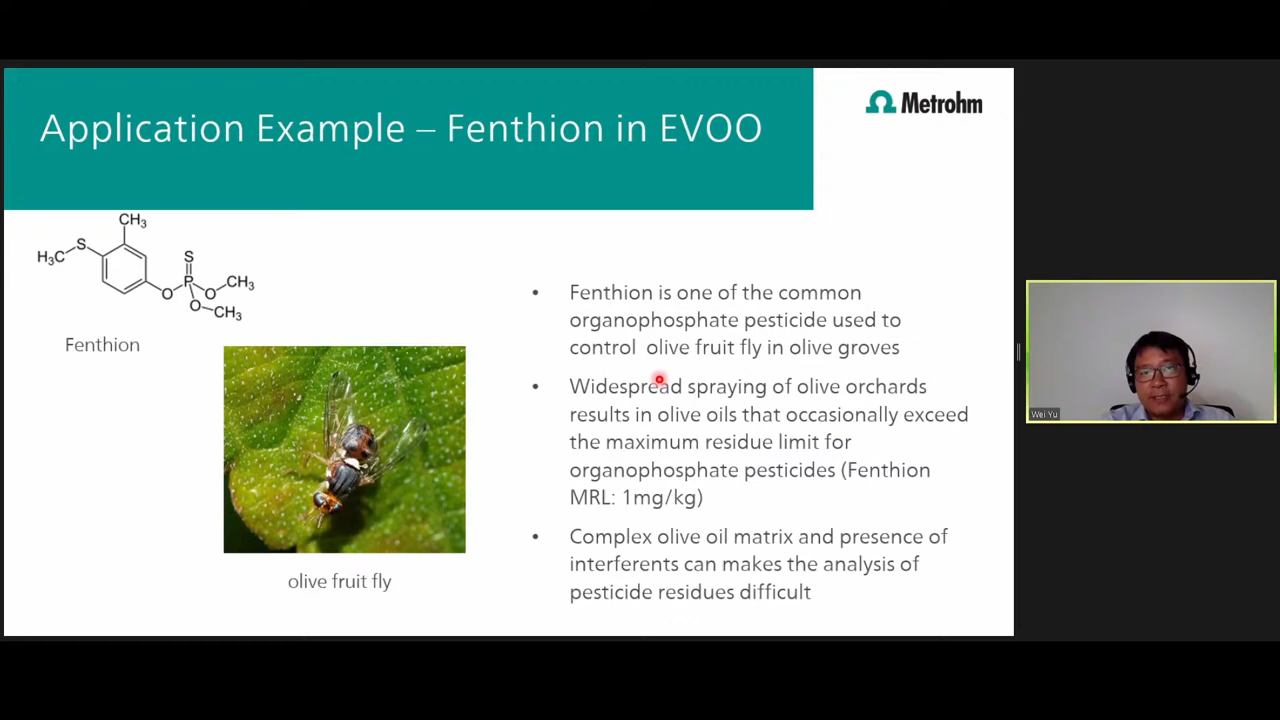 Application Example – Fenthion in EVOO
Metrohm
CH₃
H₃C
S
S
O
P
O
CH₃
O
CH₃
Fenthion
olive fruit fly
• Fenthion is one of the common
organophosphate pesticide used to
control olive fruit fly in olive groves
• Widespread spraying of olive orchards
results in olive oils that occasionally exceed
the maximum residue limit for
organophosphate pesticides (Fenthion
MRL: 1mg/kg)
• Complex olive oil matrix and presence of
interferents can makes the analysis of
pesticide residues difficult
Wei Yu